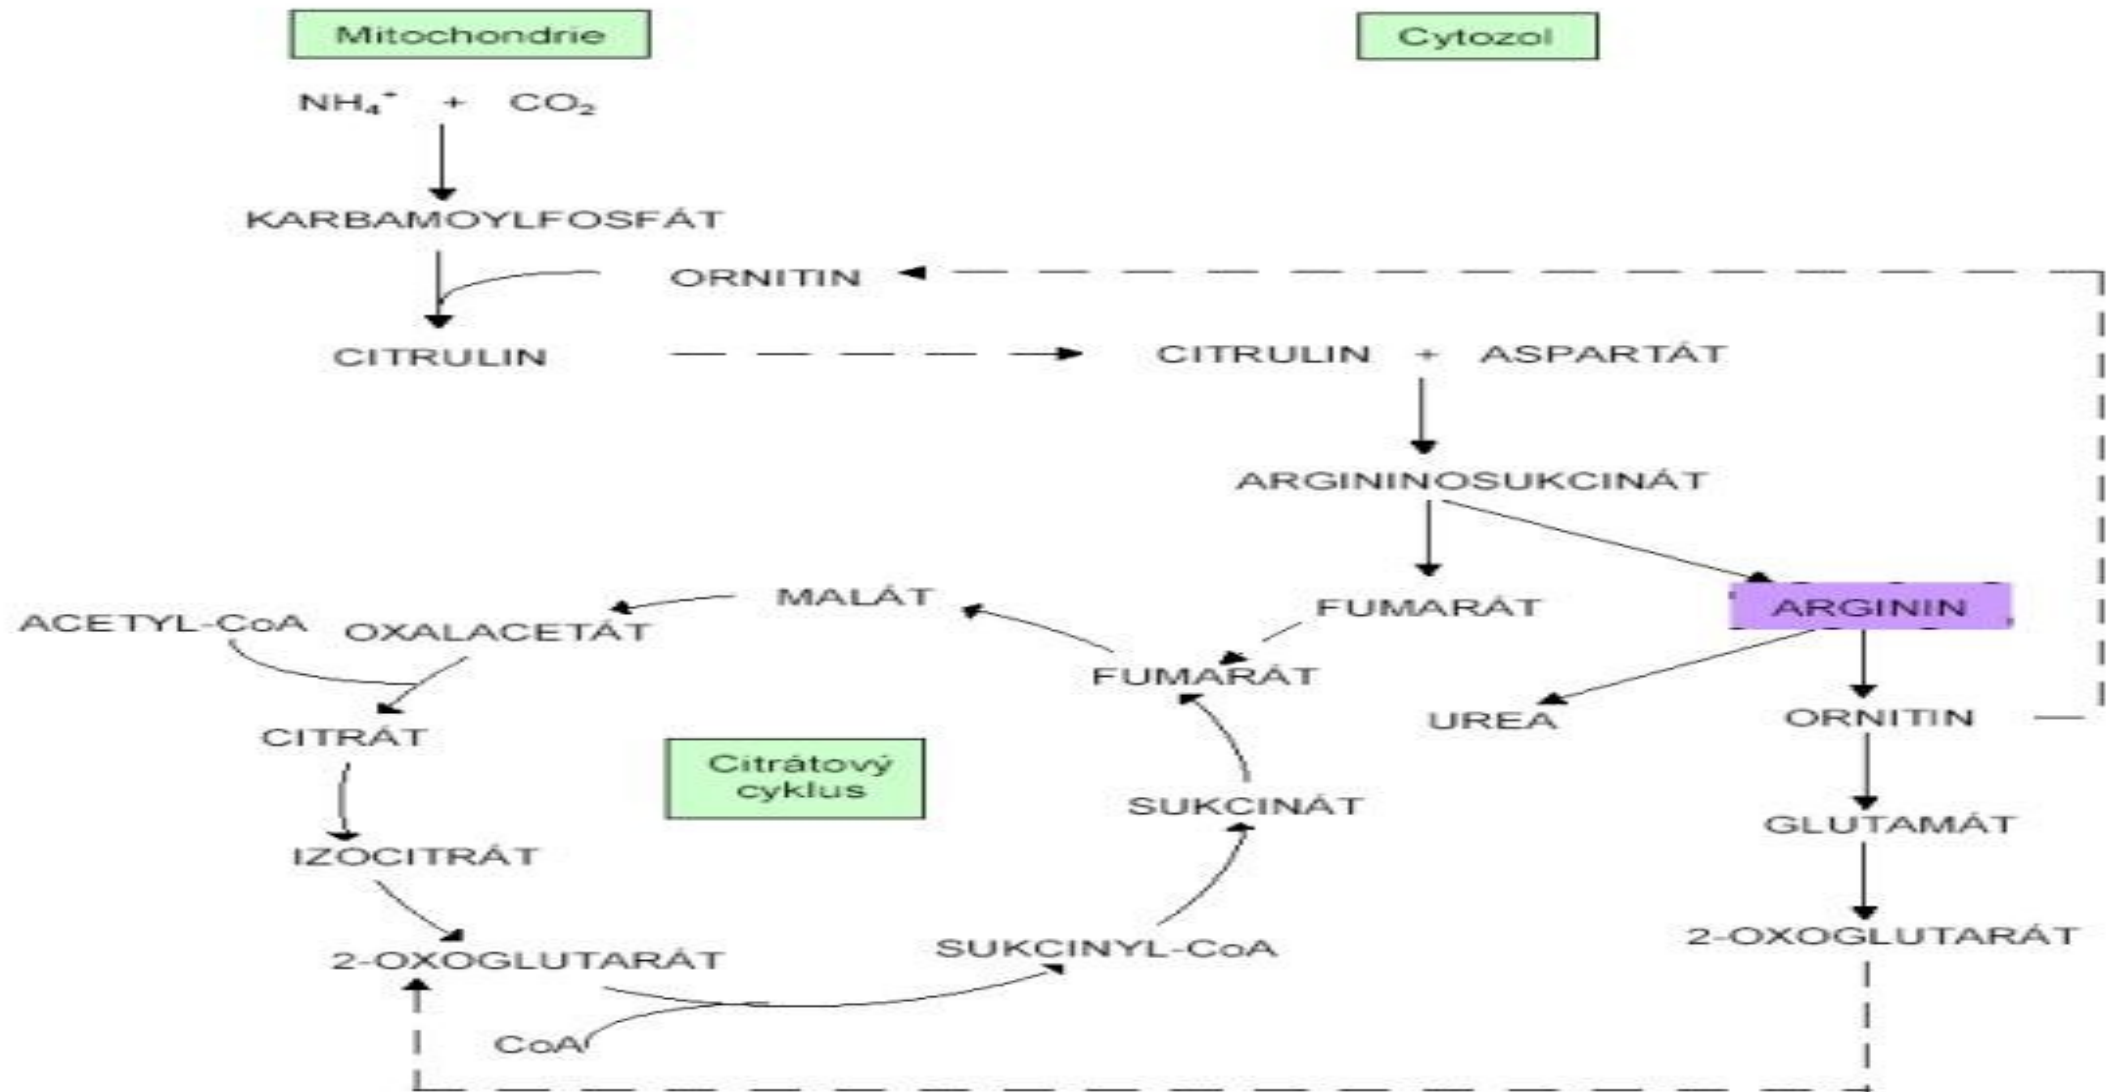 Mitochondrie
Cytozol
NH₄⁺ + CO₂
KARBAMOYLFOSFÁT
ORNITIN
CITRULIN
CITRULIN + ASPARTÁT
ARGININOSUKCINÁT
MALÁT
FUMARÁT
ARGININ
ACETYL-CoA
OXALACETÁT
FUMARÁT
UREA
ORNITIN
CITRÁT
Citrátový
cyklus
SUKCINÁT
GLUTAMÁT
IZOCITRÁT
2-OXOGLUTARÁT
SUKCINYL-CoA
2-OXOGLUTARÁT
CoA